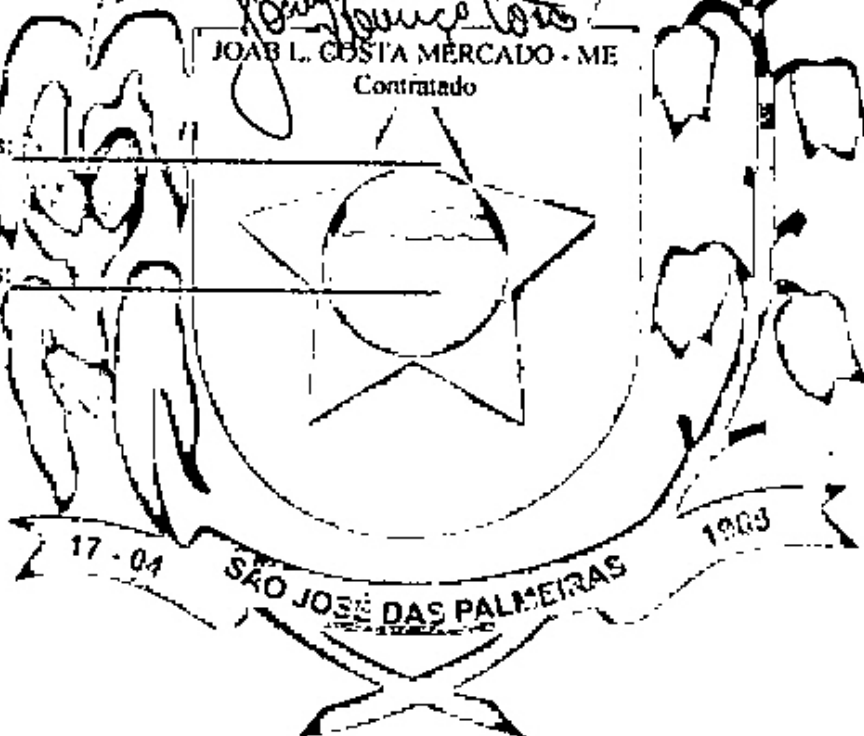 JOAB L. COSTA MERCADO - ME
Contratado
s:
s:
17 - 04
SÃO JOSÉ DAS PALMEIRAS